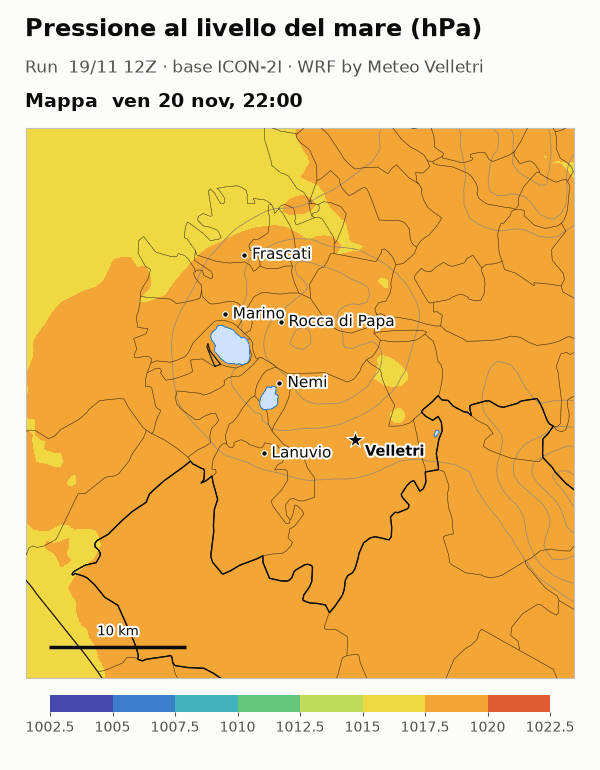 Pressione al livello del mare (hPa)
Run  19/11 12Z · base ICON-2I · WRF by Meteo Velletri
Mappa  ven 20 nov, 22:00
Frascati
Marino
Rocca di Papa
Nemi
Velletri
Lanuvio
10 km
1002.5 1005 1007.5 1010 1012.5 1015 1017.5 1020 1022.5